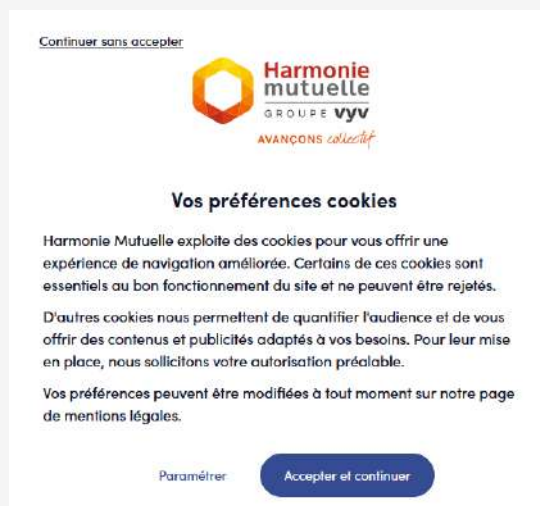 Continuer sans accepter
Harmonie
mutuelle
GROUPE vyv
AVANÇONS collectif
Vos préférences cookies
Harmonie Mutuelle exploite des cookies pour vous offrir une
expérience de navigation améliorée. Certains de ces cookies sont
essentiels au bon fonctionnement du site et ne peuvent être rejetés.
D'autres cookies nous permettent de quantifier l'audience et de vous
offrir des contenus et publicités adaptés à vos besoins. Pour leur mise
en place, nous sollicitons votre autorisation préalable.
Vos préférences peuvent être modifiées à tout moment sur notre page
de mentions légales.
Paramétrer
Accepter et continuer